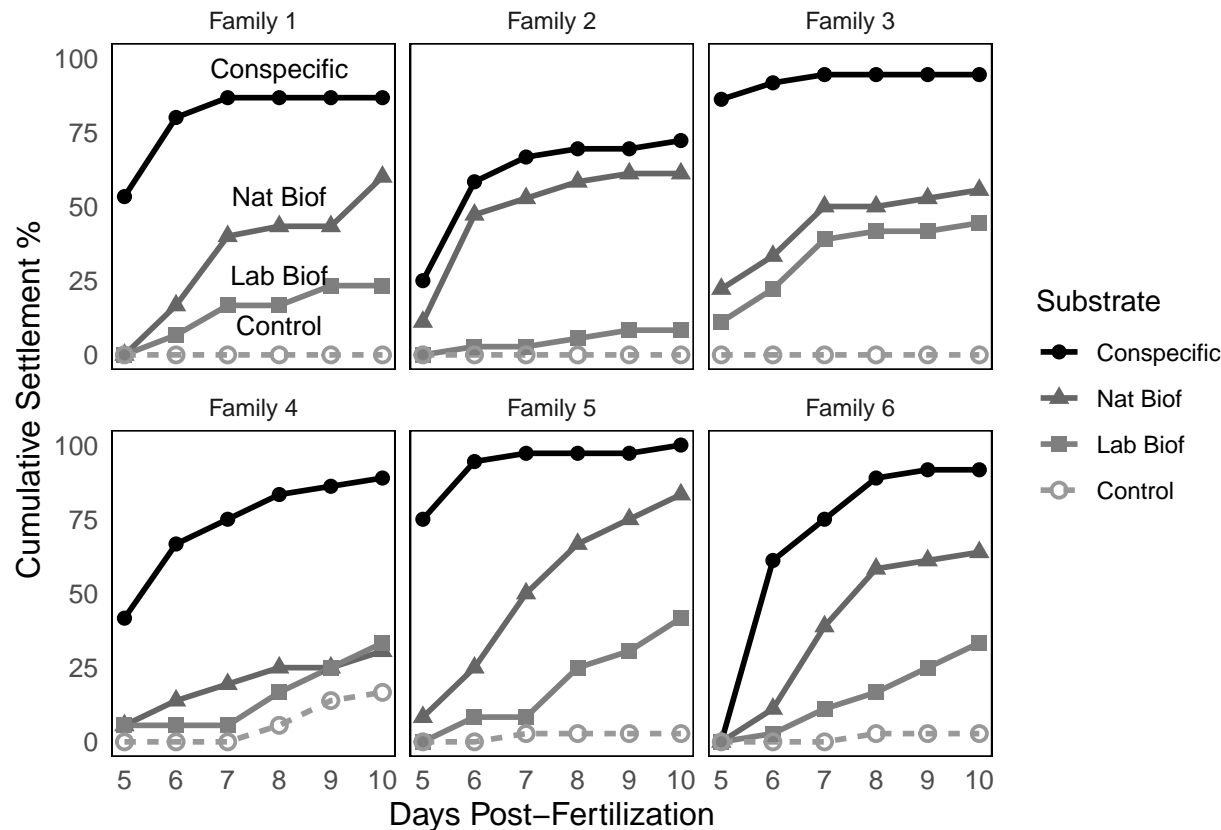 Family 1 Family 2 Family 3
100
75
50
25
0
Conspecific
Nat Biof
Lab Biof
Control
Family 4 Family 5 Family 6
100
75
50
25
0
5 6 7 8 9 10 5 6 7 8 9 10 5 6 7 8 9 10
Days Post−Fertilization
Cumulative Settlement %
Substrate
Conspecific
Nat Biof
Lab Biof
Control